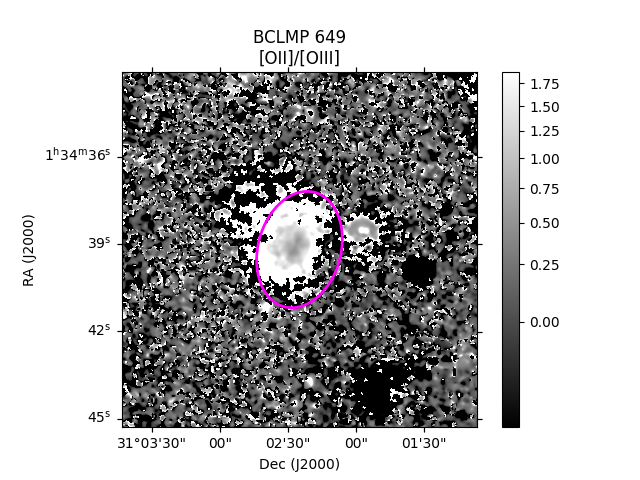 BCLMP 649
[OII]/[OIII]
RA (J2000)
1ʰ34ᵐ36ˢ
39ˢ
42ˢ
45ˢ
31°03'30" 00" 02'30" 00" 01'30"
Dec (J2000)
1.75
1.50
1.25
1.00
0.75
0.50
0.25
0.00